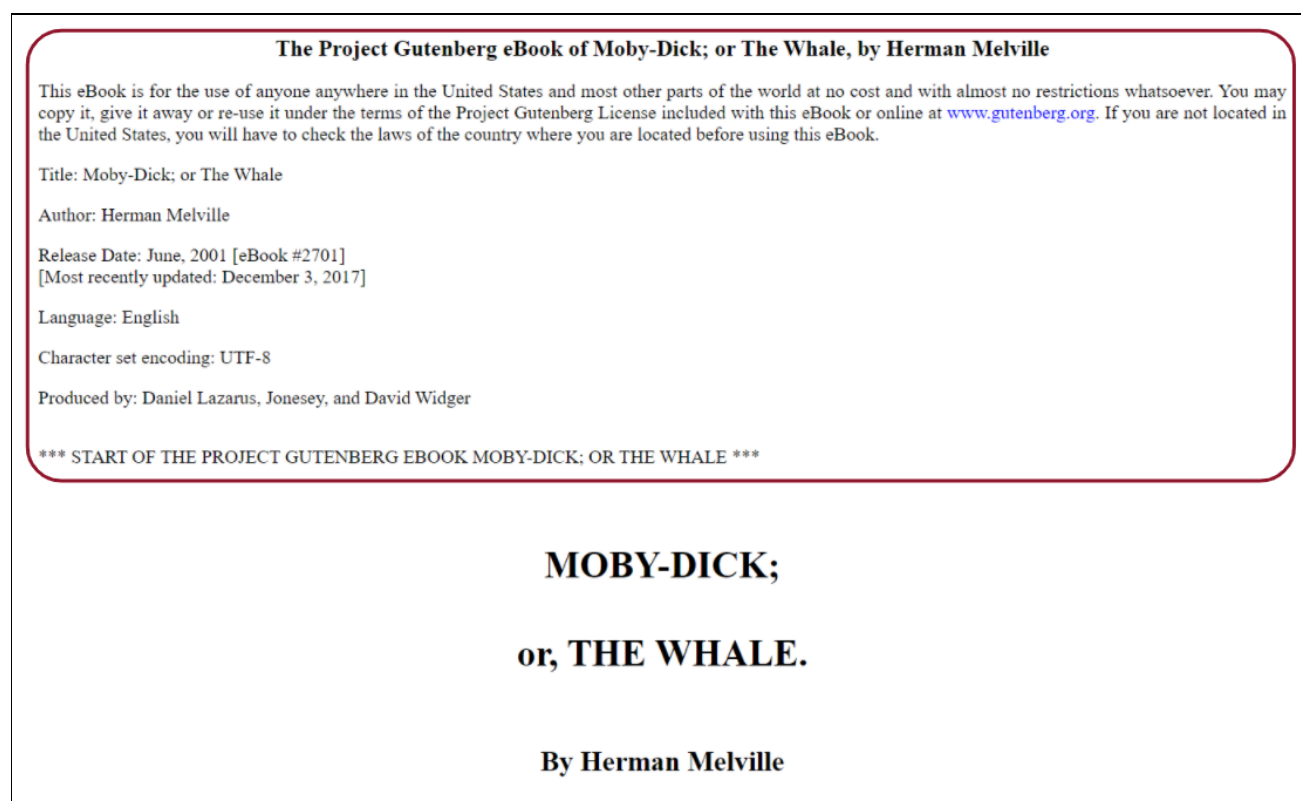 The Project Gutenberg eBook of Moby-Dick; or The Whale, by Herman Melville
This eBook is for the use of anyone anywhere in the United States and most other parts of the world at no cost and with almost no restrictions whatsoever. You may
copy it, give it away or re-use it under the terms of the Project Gutenberg License included with this eBook or online at www.gutenberg.org. If you are not located in
the United States, you will have to check the laws of the country where you are located before using this eBook.
Title: Moby-Dick; or The Whale
Author: Herman Melville
Release Date: June, 2001 [eBook #2701]
[Most recently updated: December 3, 2017]
Language: English
Character set encoding: UTF-8
Produced by: Daniel Lazarus, Jonesey, and David Widger
*** START OF THE PROJECT GUTENBERG EBOOK MOBY-DICK; OR THE WHALE ***
MOBY-DICK;
or, THE WHALE.
By Herman Melville